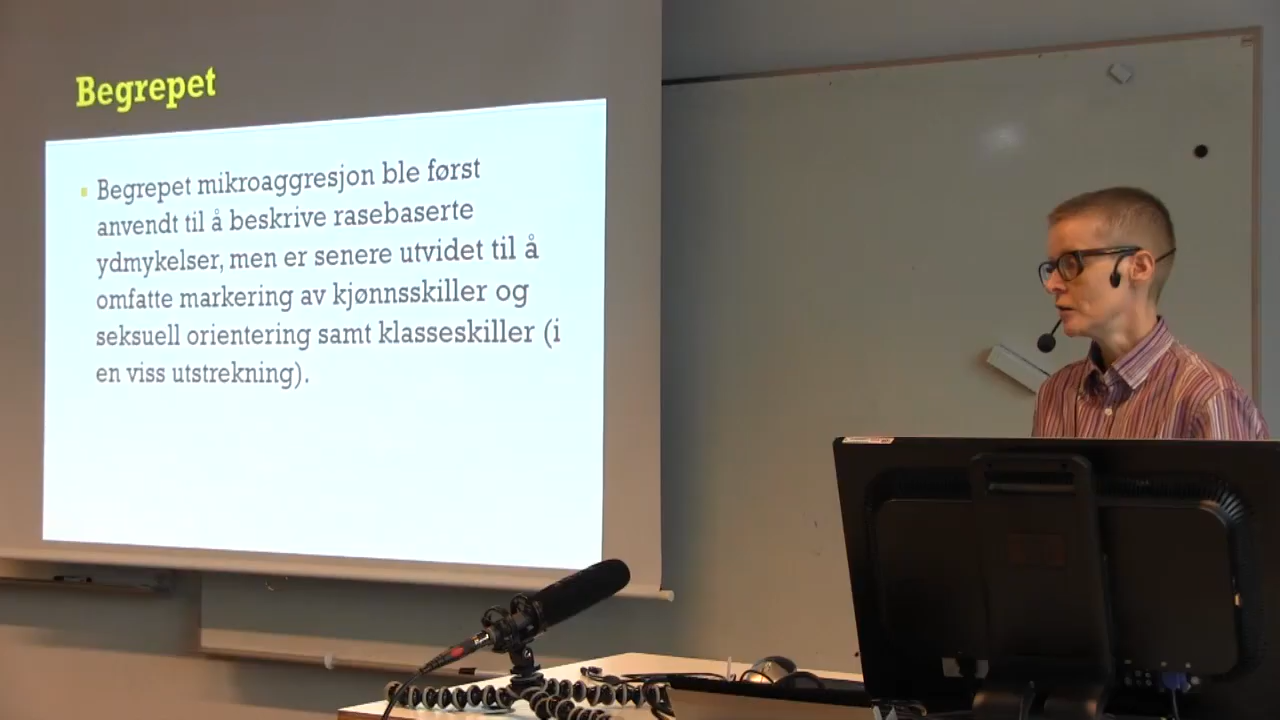 Begrepet
Begrepet mikroaggresjon ble først
anvendt til å beskrive rasebaserte
ydmykelser, men er senere utvidet til å
omfatte markering av kjønnsskiller og
seksuell orientering samt klasseskiller (i
en viss utstrekning).